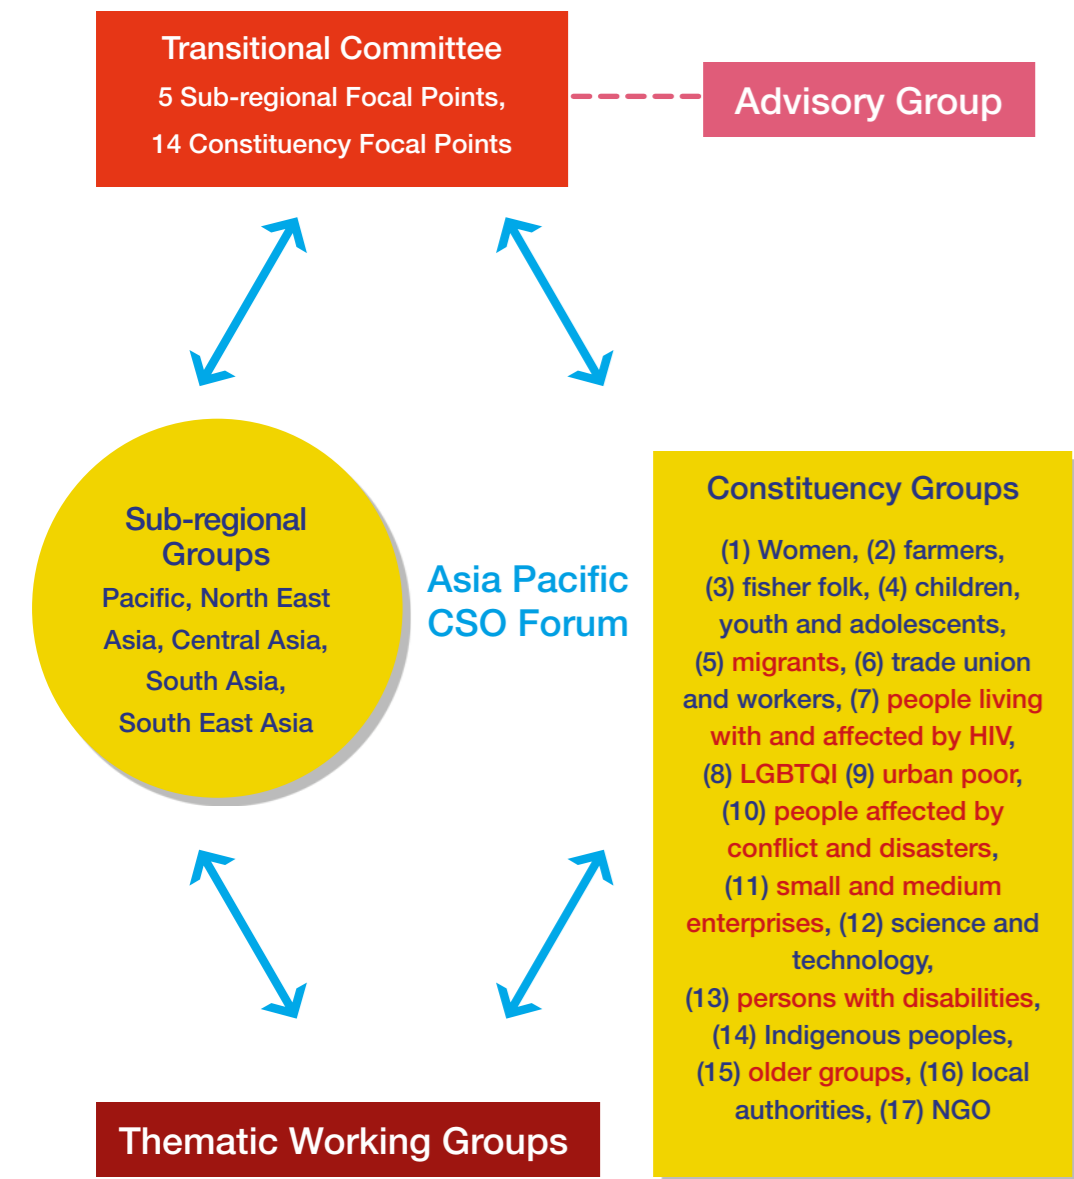 Transitional Committee
5 Sub-regional Focal Points,
14 Constituency Focal Points
Advisory Group
Sub-regional
Groups
Pacific, North East
Asia, Central Asia,
South Asia,
South East Asia
Asia Pacific
CSO Forum
Constituency Groups
(1) Women, (2) farmers,
(3) fisher folk, (4) children,
youth and adolescents,
(5) migrants, (6) trade union
and workers, (7) people living
with and affected by HIV,
(8) LGBTQI (9) urban poor,
(10) people affected by
conflict and disasters,
(11) small and medium
enterprises, (12) science and
technology,
(13) persons with disabilities,
(14) Indigenous peoples,
(15) older groups, (16) local
authorities, (17) NGO
Thematic Working Groups